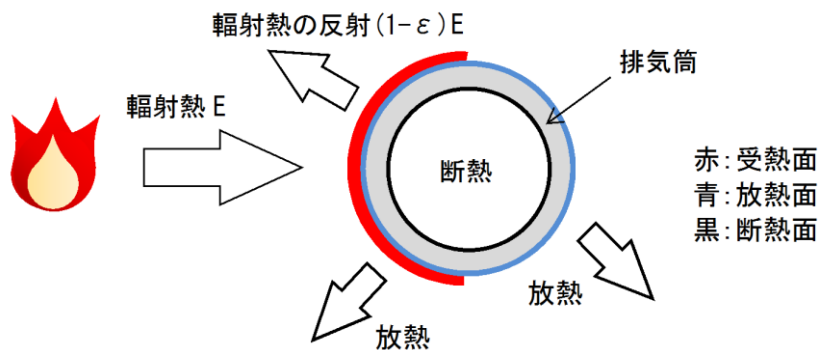 輻射熱の反射(1-ε)E
排気筒
輻射熱 E
断熱
赤:受熱面
青:放熱面
黒:断熱面
放熱
放熱